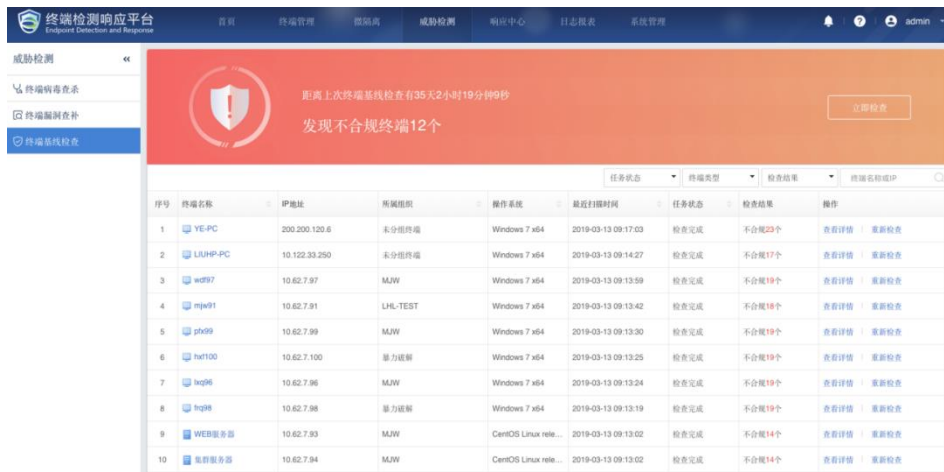 终端检测响应平台
Endpoint Detection and Response
首页 终端管理 微隔离 威胁检测 响应中心 日志报表 系统管理
admin
威胁检测 «
终端病毒查杀
终端漏洞查补
终端基线检查
距离上次终端基线检查有35天2小时19分钟9秒
发现不合规终端12个
立即检查
任务状态 终端类型 检查结果 终端名称或IP
序号 终端名称 IP地址 所属组织 操作系统 最近扫描时间 任务状态 检查结果 操作
1 YE-PC 200.200.120.6 未分组终端 Windows 7 x64 2019-03-13 09:17:03 检查完成 不合规23个 查看详情 重新检查
2 LIUHP-PC 10.122.33.250 未分组终端 Windows 7 x64 2019-03-13 09:14:27 检查完成 不合规17个 查看详情 重新检查
3 wdf97 10.62.7.97 MJW Windows 7 x64 2019-03-13 09:13:59 检查完成 不合规19个 查看详情 重新检查
4 mjw91 10.62.7.91 LHL-TEST Windows 7 x64 2019-03-13 09:13:42 检查完成 不合规18个 查看详情 重新检查
5 pfx99 10.62.7.99 MJW Windows 7 x64 2019-03-13 09:13:30 检查完成 不合规19个 查看详情 重新检查
6 hxf100 10.62.7.100 暴力破解 Windows 7 x64 2019-03-13 09:13:25 检查完成 不合规19个 查看详情 重新检查
7 lxq96 10.62.7.96 MJW Windows 7 x64 2019-03-13 09:13:24 检查完成 不合规19个 查看详情 重新检查
8 frq98 10.62.7.98 暴力破解 Windows 7 x64 2019-03-13 09:13:19 检查完成 不合规19个 查看详情 重新检查
9 WEB服务器 10.62.7.93 MJW CentOS Linux rele... 2019-03-13 09:13:02 检查完成 不合规14个 查看详情 重新检查
10 集群服务器 10.62.7.94 MJW CentOS Linux rele... 2019-03-13 09:13:02 检查完成 不合规14个 查看详情 重新检查